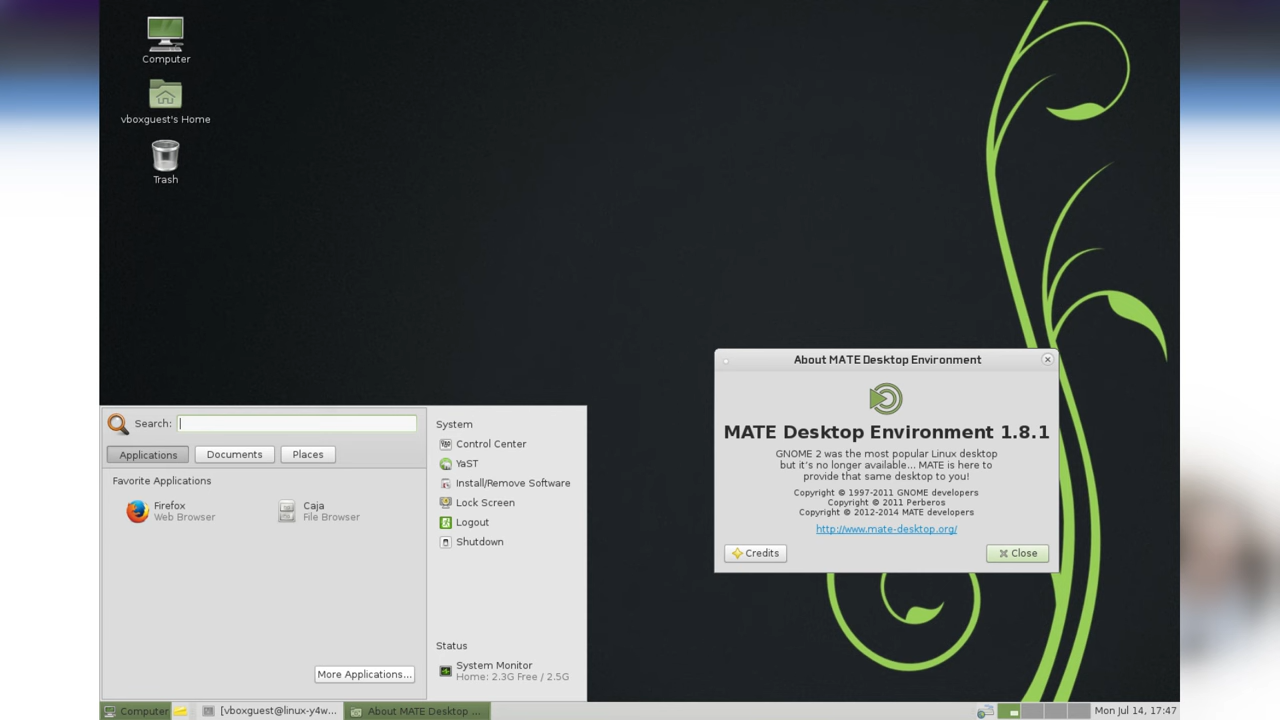 Computer
vboxguest's Home
Trash
Search:
Applications
Documents
Places
Favorite Applications
Firefox
Web Browser
Caja
File Browser
More Applications...
System
Control Center
YaST
Install/Remove Software
Lock Screen
Logout
Shutdown
Status
System Monitor
Home: 2.3G Free / 2.5G
About MATE Desktop Environment
MATE Desktop Environment 1.8.1
GNOME 2 was the most popular Linux desktop
but it's no longer available... MATE is here to
provide that same desktop to you!
Copyright © 1997-2011 GNOME developers
Copyright © 2011 Perberos
Copyright © 2012-2014 MATE developers
http://www.mate-desktop.org/
Credits
Close
Computer
[vboxguest@linux-y4w...
About MATE Desktop ...
Mon Jul 14, 17:47